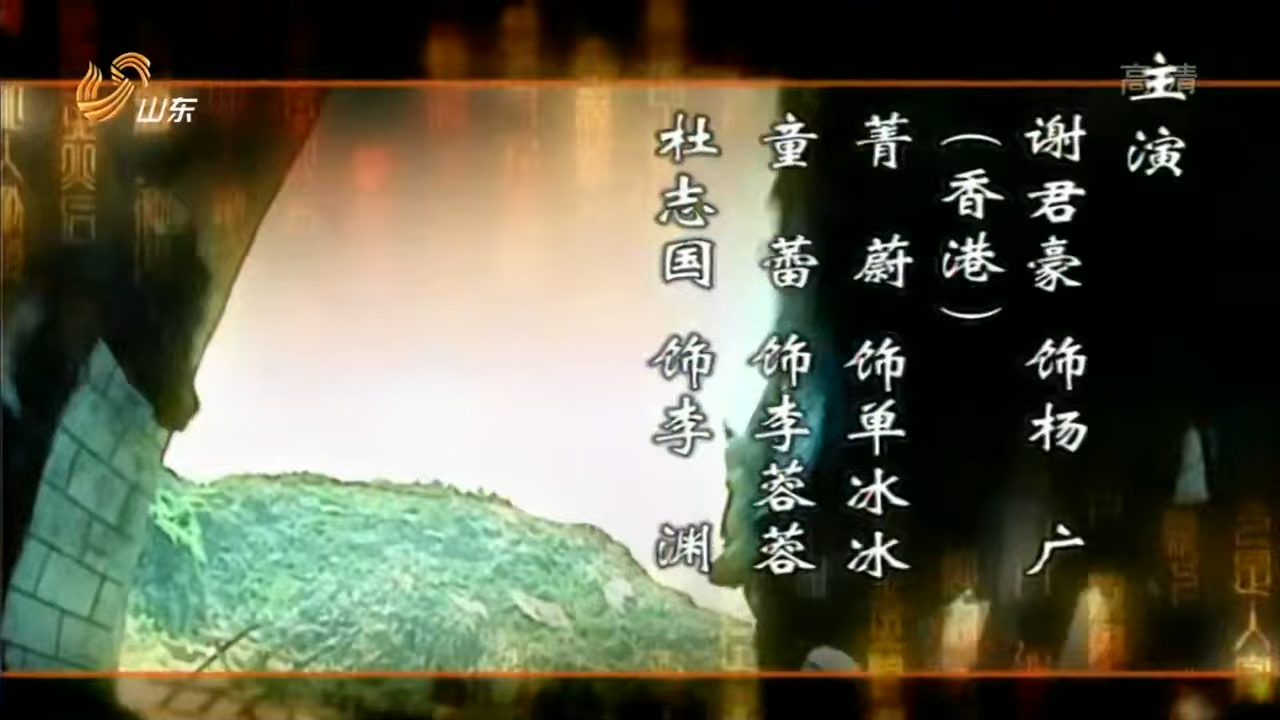 山东
高清
主演
谢君豪 饰杨 广
（香港）
菁 蔚 饰单冰冰
童 蕾 饰李蓉蓉
杜志国 饰李 渊